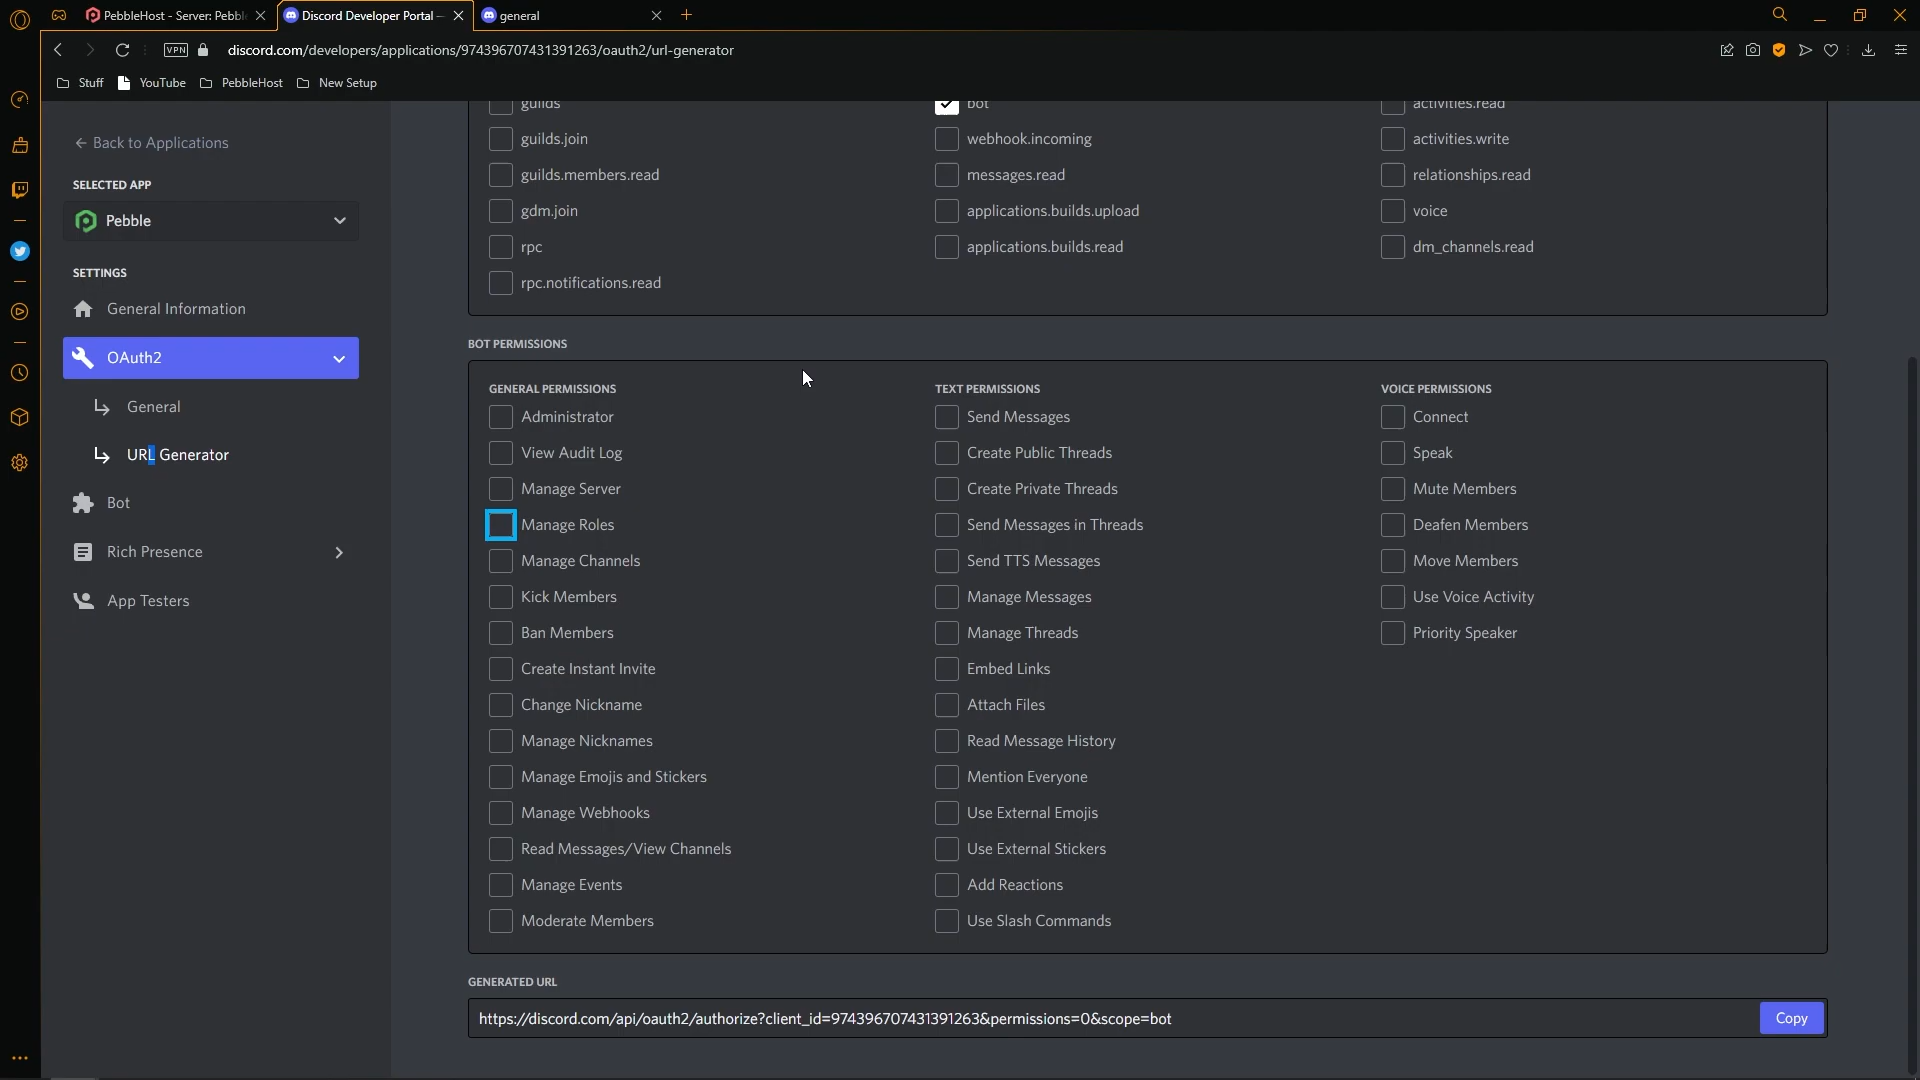 PebbleHost - Server: Pebbl
Discord Developer Portal -
general
VPN
discord.com/developers/applications/974396707431391263/oauth2/url-generator
Stuff
YouTube
PebbleHost
New Setup
guilds
bot
activities.read
Back to Applications
guilds.join
webhook.incoming
activities.write
SELECTED APP
guilds.members.read
messages.read
relationships.read
Pebble
gdm.join
applications.builds.upload
voice
rpc
applications.builds.read
dm_channels.read
SETTINGS
rpc.notifications.read
General Information
BOT PERMISSIONS
OAuth2
GENERAL PERMISSIONS
TEXT PERMISSIONS
VOICE PERMISSIONS
General
Administrator
Send Messages
Connect
URL Generator
View Audit Log
Create Public Threads
Speak
Bot
Manage Server
Create Private Threads
Mute Members
Manage Roles
Send Messages in Threads
Deafen Members
Rich Presence
Manage Channels
Send TTS Messages
Move Members
App Testers
Kick Members
Manage Messages
Use Voice Activity
Ban Members
Manage Threads
Priority Speaker
Create Instant Invite
Embed Links
Change Nickname
Attach Files
Manage Nicknames
Read Message History
Manage Emojis and Stickers
Mention Everyone
Manage Webhooks
Use External Emojis
Read Messages/View Channels
Use External Stickers
Manage Events
Add Reactions
Moderate Members
Use Slash Commands
GENERATED URL
https://discord.com/api/oauth2/authorize?client_id=974396707431391263&permissions=0&scope=bot
Copy